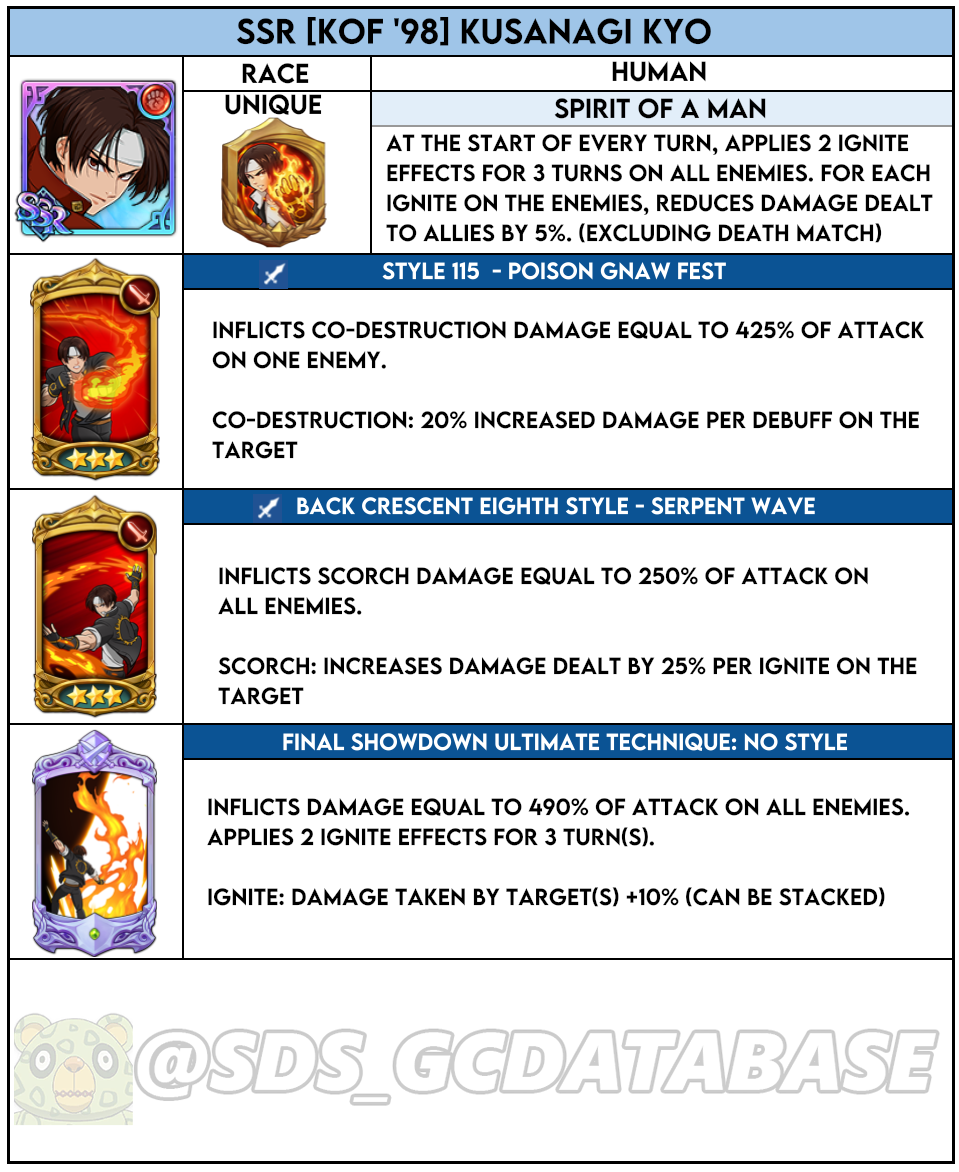 SSR [KOF '98] KUSANAGI KYO
RACE
HUMAN
UNIQUE
SPIRIT OF A MAN
AT THE START OF EVERY TURN, APPLIES 2 IGNITE
EFFECTS FOR 3 TURNS ON ALL ENEMIES. FOR EACH
IGNITE ON THE ENEMIES, REDUCES DAMAGE DEALT
TO ALLIES BY 5%. (EXCLUDING DEATH MATCH)
SSR
STYLE 115 - POISON GNAW FEST
INFLICTS CO-DESTRUCTION DAMAGE EQUAL TO 425% OF ATTACK
ON ONE ENEMY.
CO-DESTRUCTION: 20% INCREASED DAMAGE PER DEBUFF ON THE
TARGET
BACK CRESCENT EIGHTH STYLE - SERPENT WAVE
INFLICTS SCORCH DAMAGE EQUAL TO 250% OF ATTACK ON
ALL ENEMIES.
SCORCH: INCREASES DAMAGE DEALT BY 25% PER IGNITE ON THE
TARGET
FINAL SHOWDOWN ULTIMATE TECHNIQUE: NO STYLE
INFLICTS DAMAGE EQUAL TO 490% OF ATTACK ON ALL ENEMIES.
APPLIES 2 IGNITE EFFECTS FOR 3 TURN(S).
IGNITE: DAMAGE TAKEN BY TARGET(S) +10% (CAN BE STACKED)
@SDS_GCDATABASE